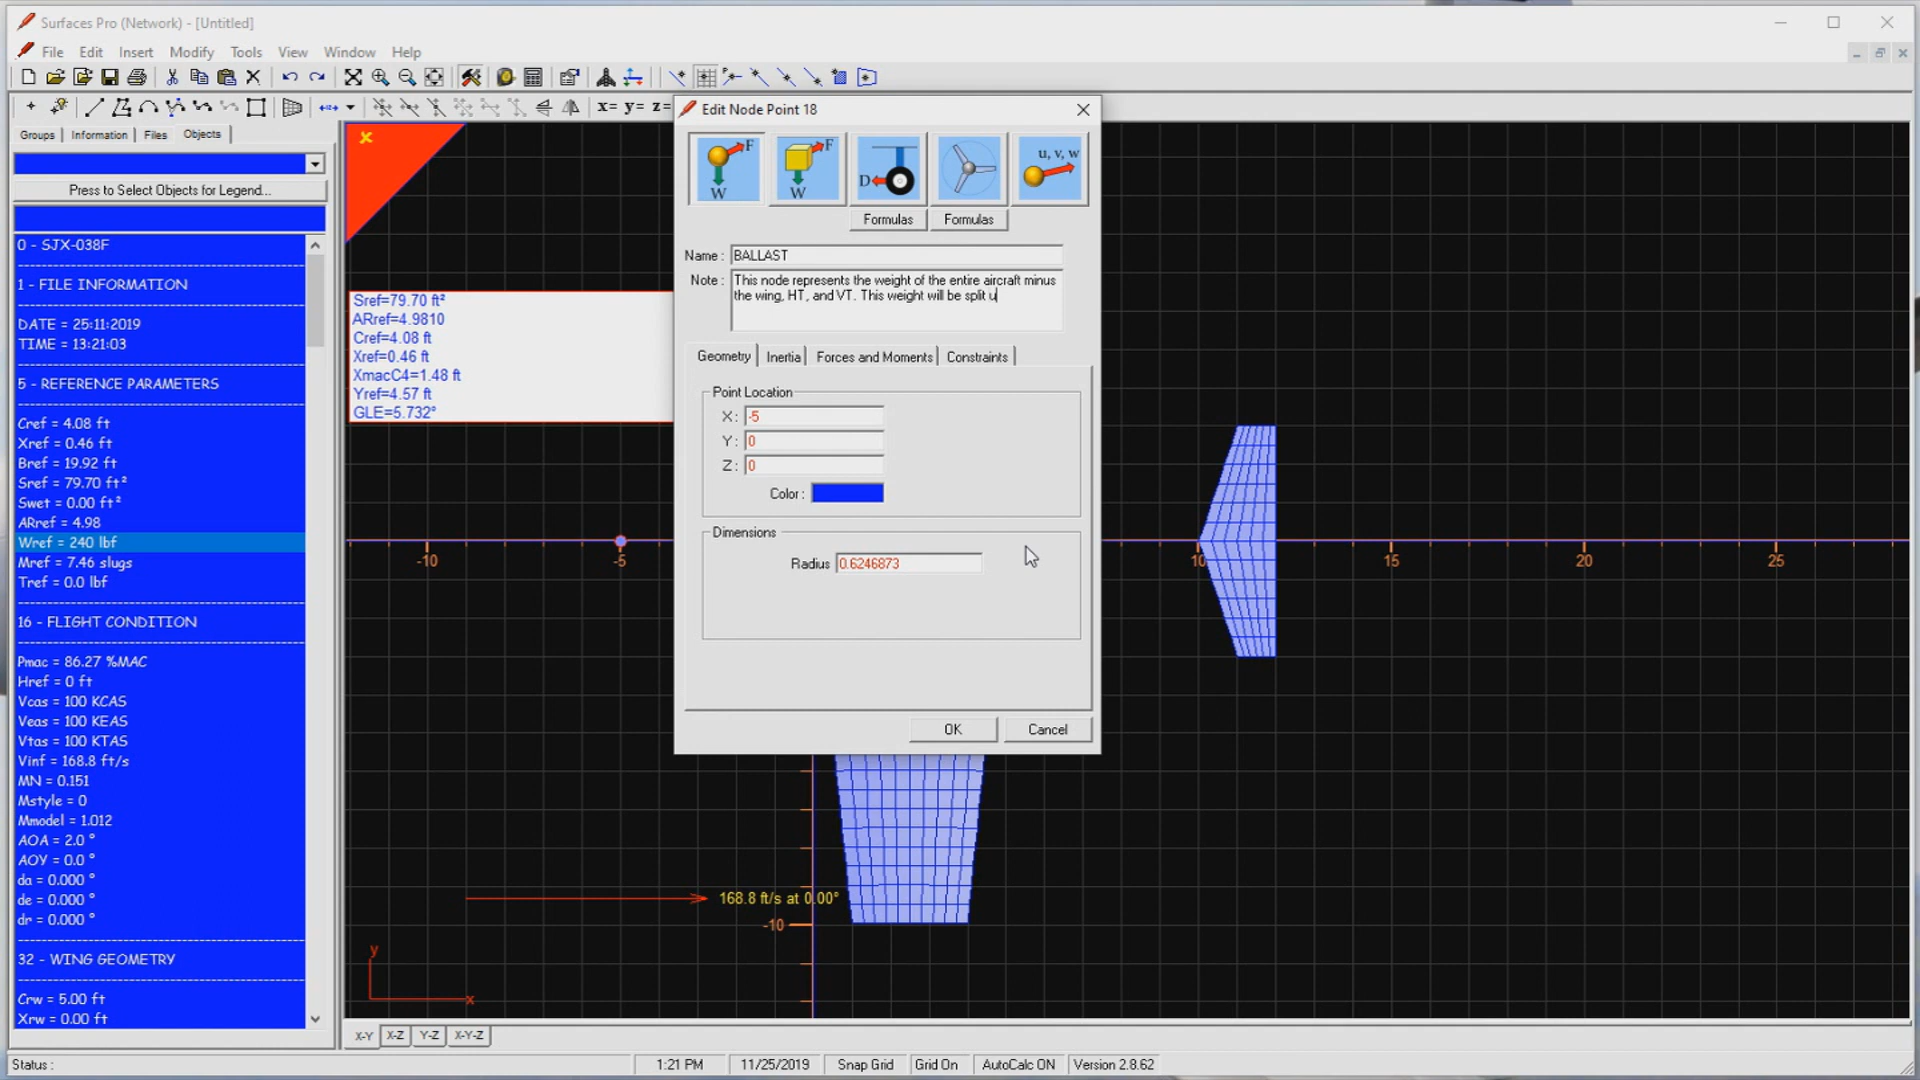 Surfaces Pro (Network) - [Untitled]
File Edit Insert Modify Tools View Window Help
x= y= z=
Groups Information Files Objects
Press to Select Objects for Legend...
0 - SJX-038F
1 - FILE INFORMATION
DATE = 25:11:2019
TIME = 13:21:03
5 - REFERENCE PARAMETERS
Cref = 4.08 ft
Xref = 0.46 ft
Bref = 19.92 ft
Sref = 79.70 ft²
Swet = 0.00 ft²
ARref = 4.98
Wref = 240 lbf
Mref = 7.46 slugs
Tref = 0.0 lbf
16 - FLIGHT CONDITION
Pmac = 86.27 %MAC
Href = 0 ft
Vcas = 100 KCAS
Veas = 100 KEAS
Vtas = 100 KTAS
Vinf = 168.8 ft/s
MN = 0.151
Mstyle = 0
Mmodel = 1.012
AOA = 2.0 °
AOY = 0.0 °
da = 0.000 °
de = 0.000 °
dr = 0.000 °
32 - WING GEOMETRY
Crw = 5.00 ft
Xrw = 0.00 ft
x
Sref=79.70 ft²
ARref=4.9810
Cref=4.08 ft
Xref=0.46 ft
XmacC4=1.48 ft
Yref=4.57 ft
GLE=5.732°
-10 -5 10 15 20 25
168.8 ft/s at 0.00°
-10
y
x
Edit Node Point 18
F W
F W
D
u, v, w
Formulas Formulas
Name : BALLAST
Note : This node represents the weight of the entire aircraft minus
the wing, HT, and VT. This weight will be split u
Geometry Inertia Forces and Moments Constraints
Point Location
X : -5
Y : 0
Z : 0
Color :
Dimensions
Radius 0.6246873
OK Cancel
X-Y X-Z Y-Z X-Y-Z
Status : 1:21 PM 11/25/2019 Snap Grid Grid On AutoCalc ON Version 2.8.62